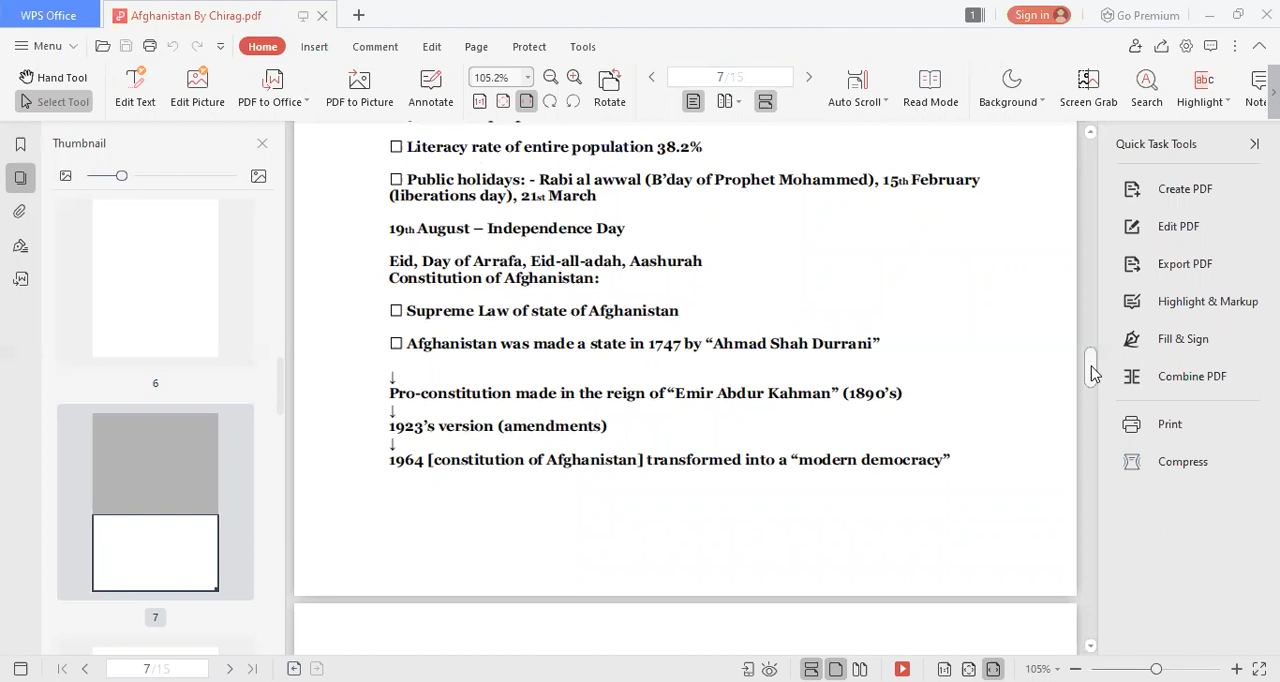 WPS Office
Afghanistan By Chirag.pdf
1
Sign in
Go Premium
Menu
Home
Insert
Comment
Edit
Page
Protect
Tools
Hand Tool
Select Tool
Edit Text
Edit Picture
PDF to Office
PDF to Picture
Annotate
105.2%
Rotate
7/15
Auto Scroll
Read Mode
Background
Screen Grab
Search
Highlight
Note
Thumbnail
6
7
☐ Literacy rate of entire population 38.2%
☐ Public holidays: - Rabi al awwal (B’day of Prophet Mohammed), 15th February
(liberations day), 21st March
19th August – Independence Day
Eid, Day of Arrafa, Eid-all-adah, Aashurah
Constitution of Afghanistan:
☐ Supreme Law of state of Afghanistan
☐ Afghanistan was made a state in 1747 by “Ahmad Shah Durrani”
↓
Pro-constitution made in the reign of “Emir Abdur Kahman” (1890’s)
↓
1923’s version (amendments)
↓
1964 [constitution of Afghanistan] transformed into a “modern democracy”
Quick Task Tools
Create PDF
Edit PDF
Export PDF
Highlight & Markup
Fill & Sign
Combine PDF
Print
Compress
7/15
105%